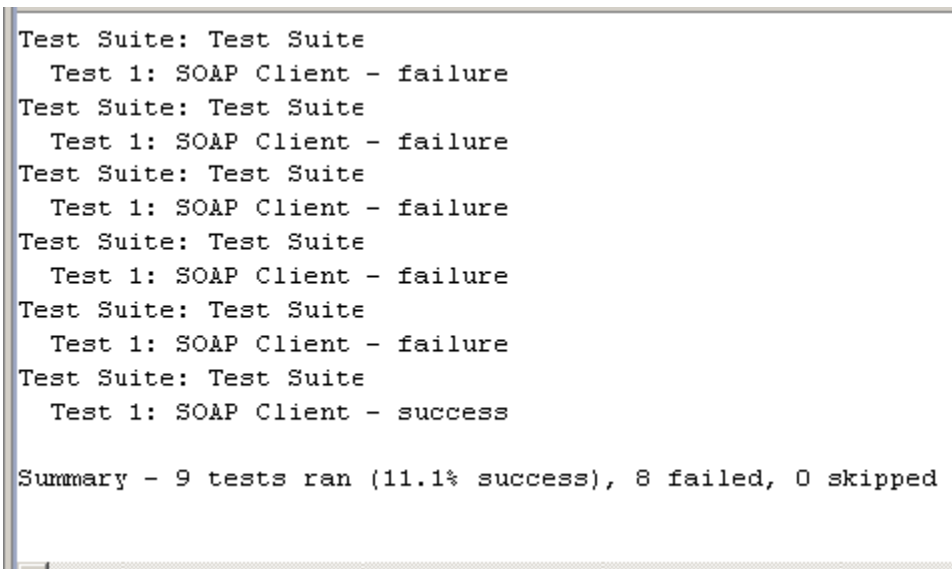 Test Suite: Test Suite
Test 1: SOAP Client - failure
Test Suite: Test Suite
Test 1: SOAP Client - failure
Test Suite: Test Suite
Test 1: SOAP Client - failure
Test Suite: Test Suite
Test 1: SOAP Client - failure
Test Suite: Test Suite
Test 1: SOAP Client - failure
Test Suite: Test Suite
Test 1: SOAP Client - success
Summary - 9 tests ran (11.1% success), 8 failed, 0 skipped